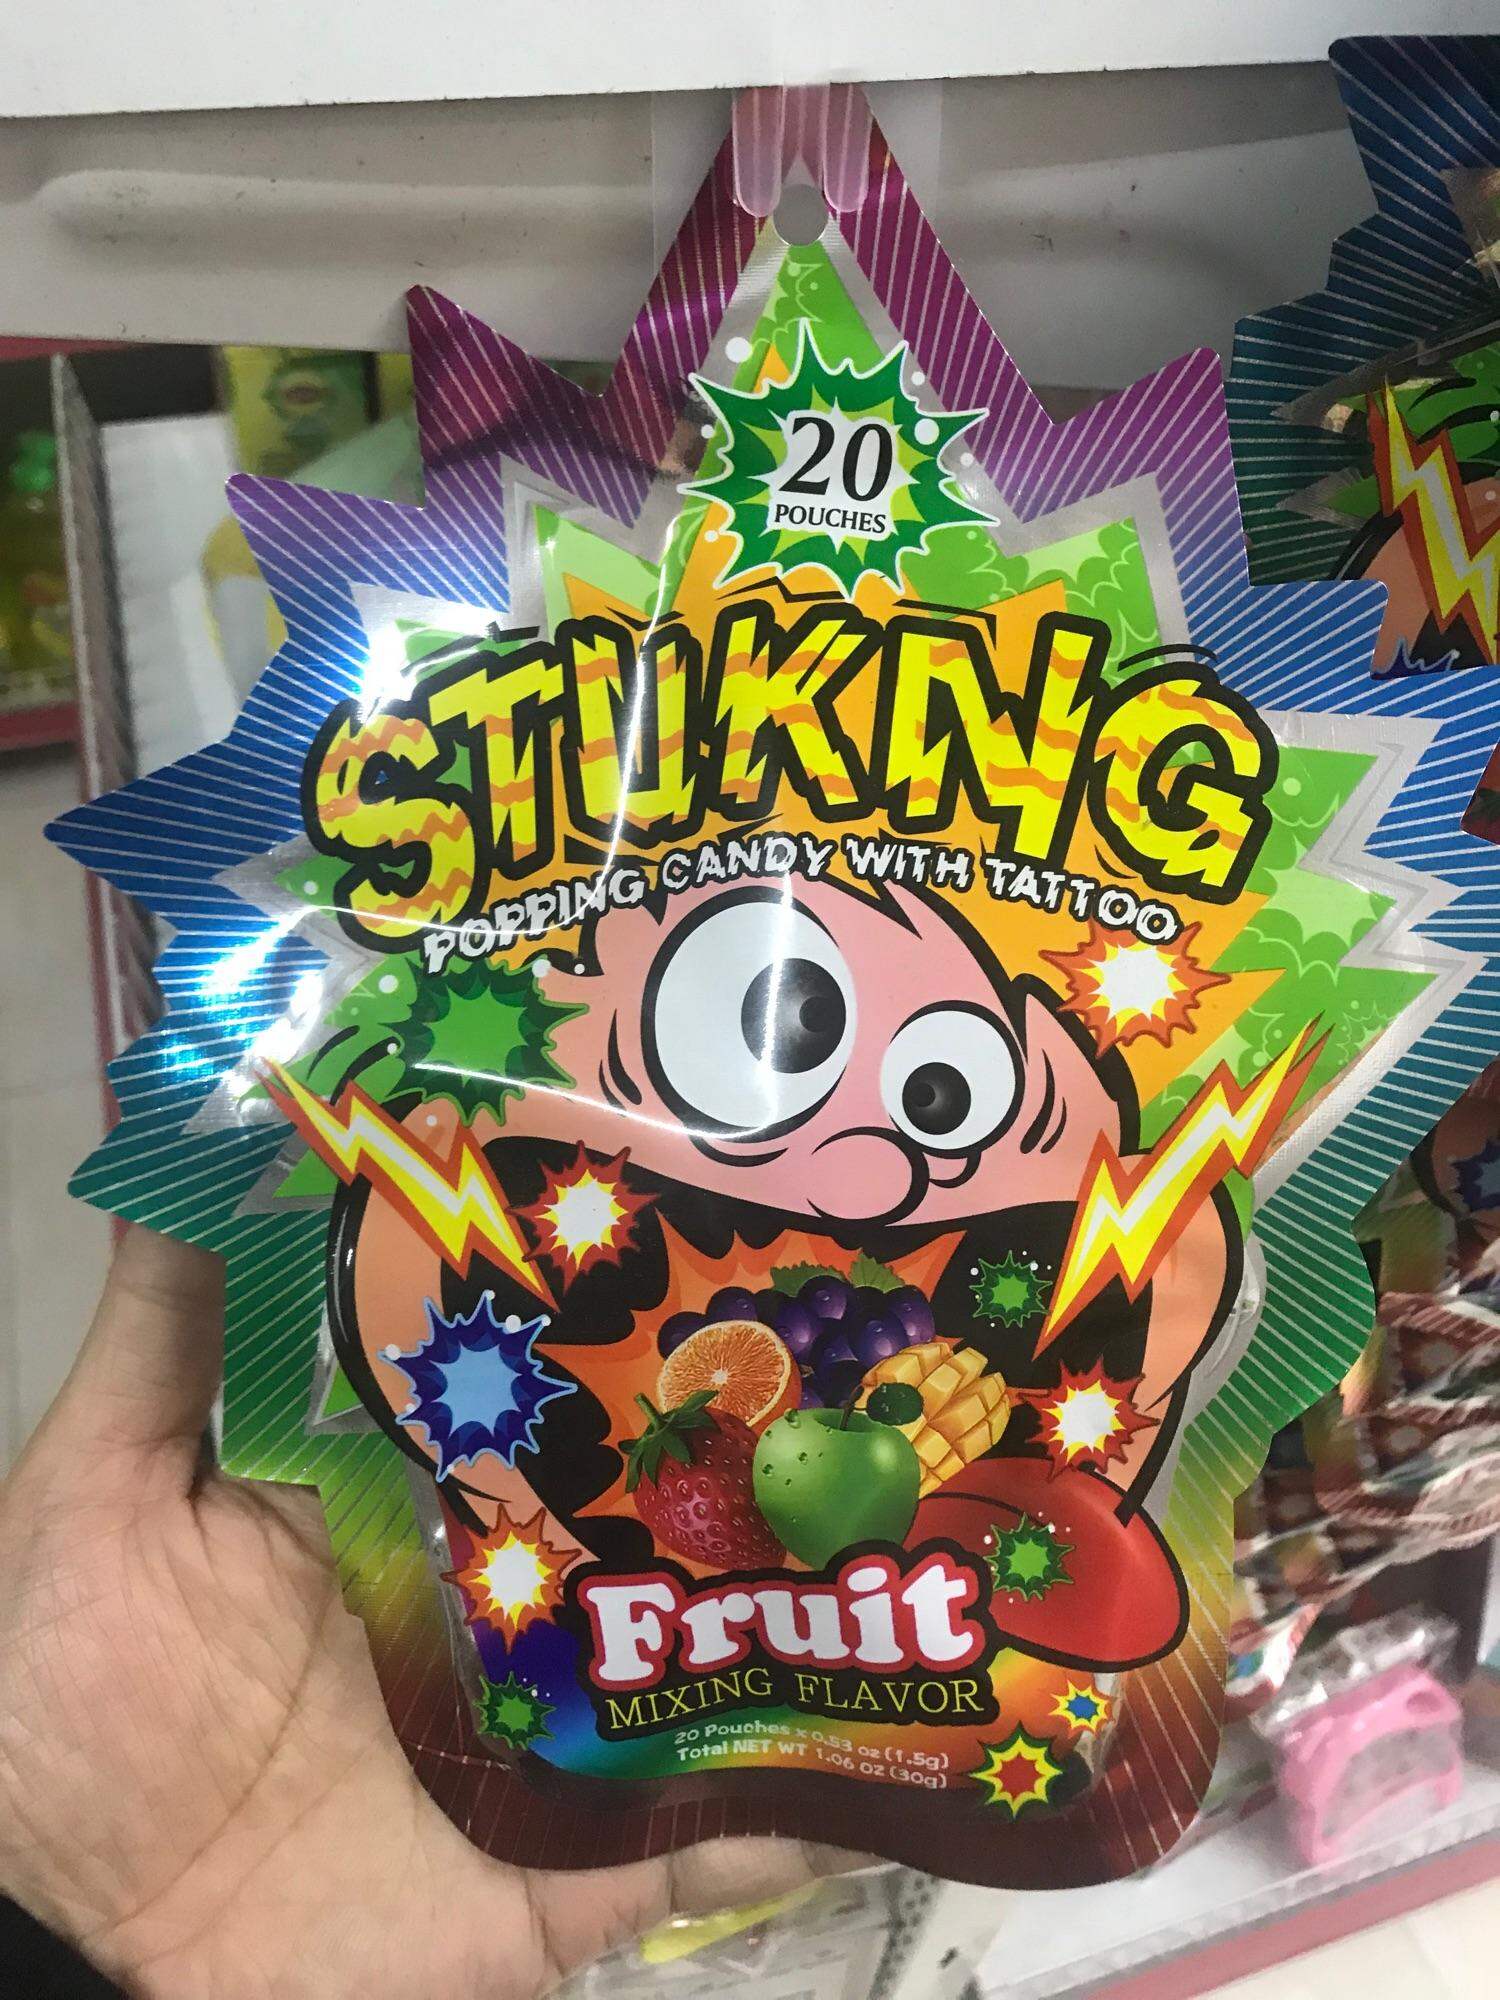 20
POUCHES
STUKNG
POPPING CANDY WITH TATTOO
Fruit
MIXING FLAVOR
20 Pouches x 0.53 oz (1.5g)
Total NET WT 1.06 oz (30g)